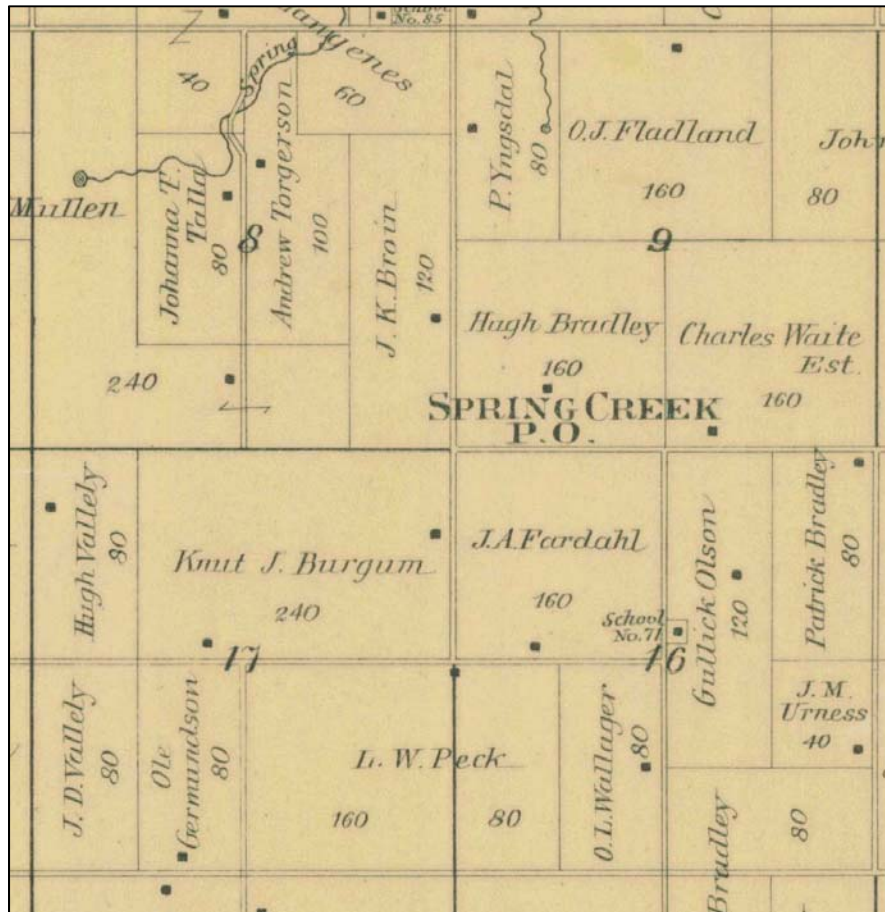 School
No. 85
40
Spring
60
Andrew Torgerson
100
P. Yngsdal
80
O.J. Fladland
160
John
80
Mullen
Johanna T.
Talla
80
8
9
J. K. Broin
120
Hugh Bradley
160
Charles Waite
Est.
160
240
SPRING CREEK
P.O.
Hugh Vallely
80
Knut J. Burgum
240
J.A. Fardahl
160
School
No. 71
Gullick Olson
120
Patrick Bradley
80
17
16
J. M.
Urness
40
J. D. Vallely
80
Ole
Germundson
80
L. W. Peck
160
80
O.L. Wallager
80
Bradley
80